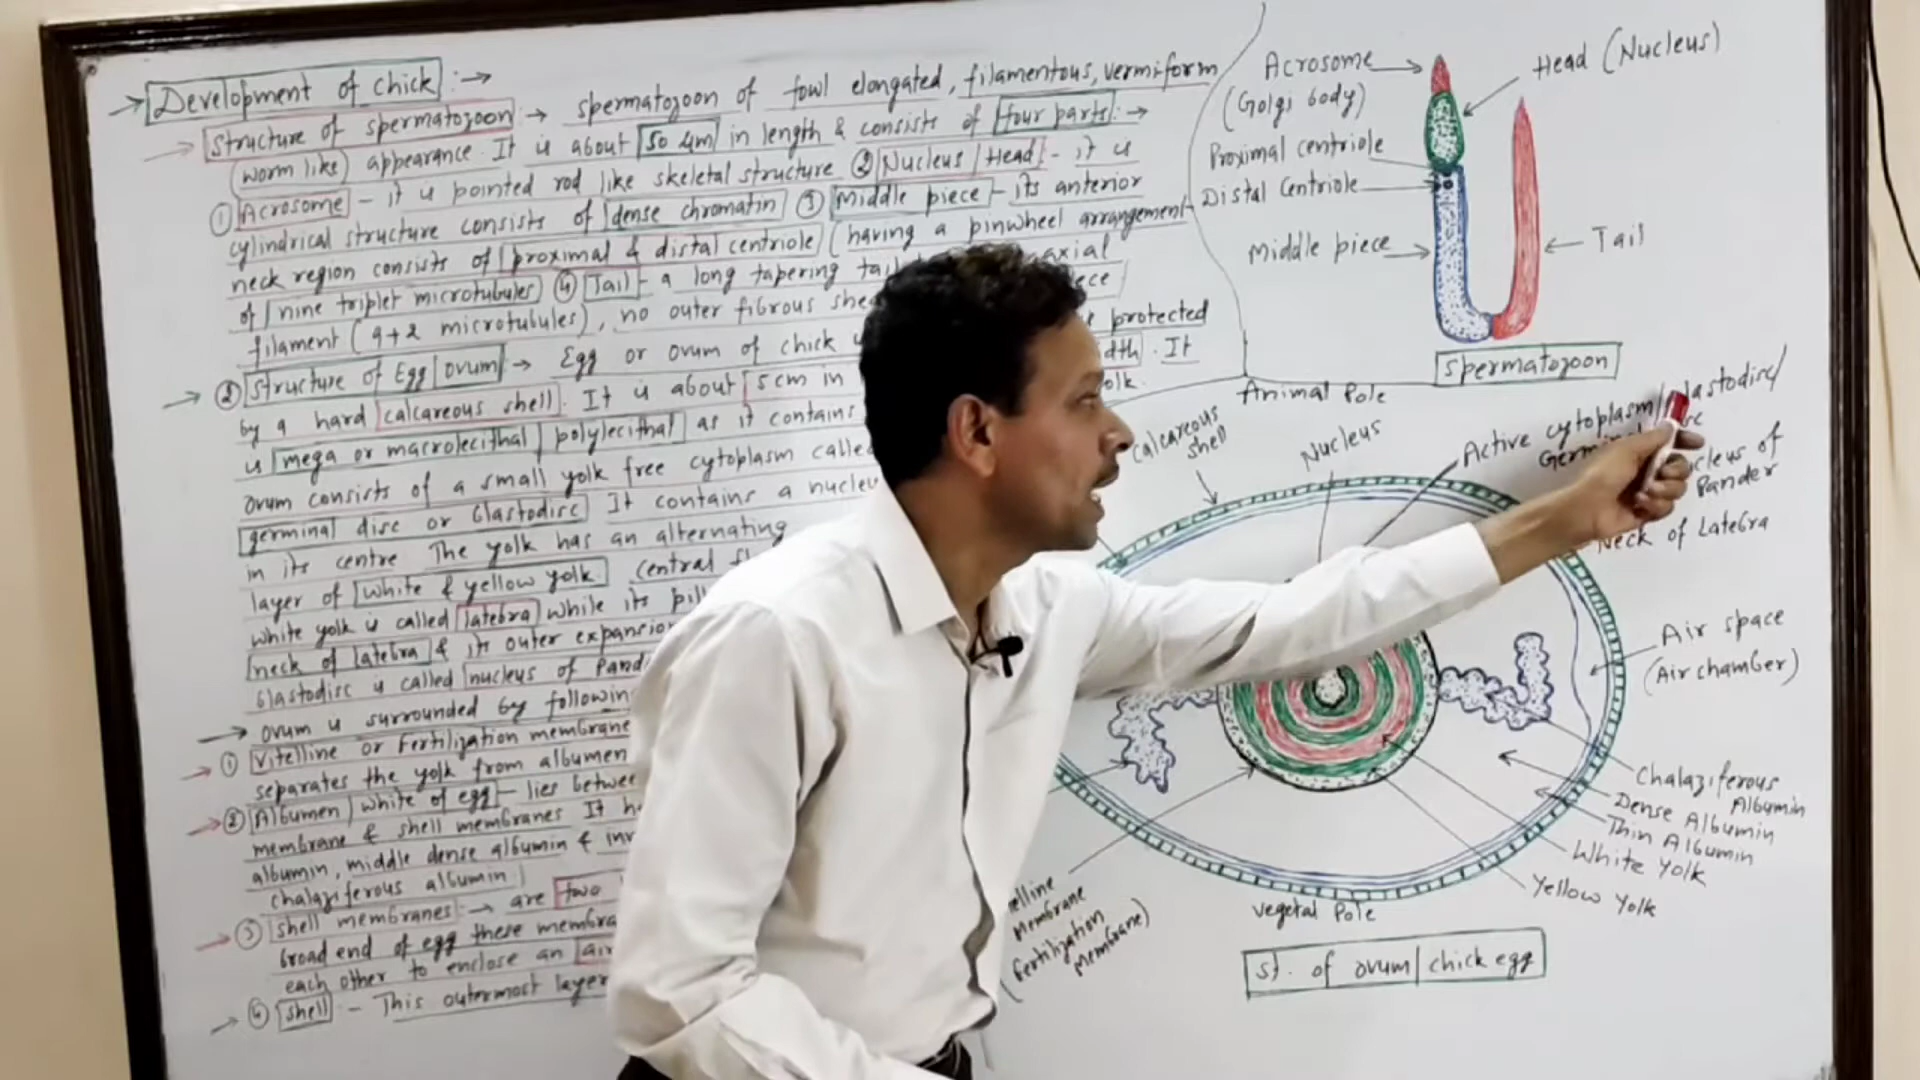 Development of chick :→
Structure of spermatozoon → spermatozoon of fowl elongated, filamentous, vermiform
(worm like) appearance. It is about 50 µm in length & consists of four parts :→
① Acrosome - it is pointed rod like skeletal structure ② Nucleus/Head - it is
cylindrical structure consists of dense chromatin ③ Middle piece - its anterior
neck region consists of proximal & distal centriole (having a pinwheel arrangement
of nine triplet microtubules ④ Tail - a long tapering axial
filament (9+2 microtubules), no outer fibrous
② Structure of Egg/ovum → Egg or ovum of chick protected
by a hard calcareous shell. It is about 5cm in It
is mega or macrolecithal/polylecithal as it contains
ovum consists of a small yolk free cytoplasm called
germinal disc or blastodisc It contains a
in its centre The yolk has an alternating
layer of white & yellow yolk central
white yolk is called latebra while its
neck of latebra & its outer
blastodisc is called nucleus of
→ ovum is surrounded by
① Vitelline or fertilization membrane
separates the yolk from albumen
② Albumen/white of egg - lies
membrane & shell membranes It
albumin, middle dense albumin &
chalaziferous albumin
③ shell membranes :→ are two
broad end of egg these
each other to enclose an air
④ shell :- This outermost layer
Acrosome
(Golgi body)
Head (Nucleus)
Proximal centriole
Distal Centriole
Middle piece
Tail
Spermatozoon
Animal Pole
calcareous
shell
Nucleus
Active cytoplasm/
Pander
Neck of Latebra
Air space
(Air chamber)
Chalaziferous
Albumin
Dense Albumin
Thin Albumin
White Yolk
Yellow Yolk
Membrane
(fertilization
membrane)
Vegetal Pole
St. of ovum/chick egg